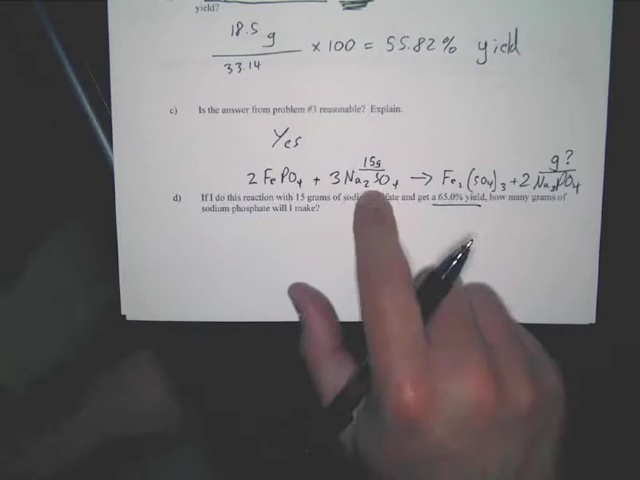 yield?
18.5 g
33.14
× 100 = 55.82% yield
c) Is the answer from problem #3 reasonable? Explain.
Yes
15g
g?
2 FePO4 + 3 Na2SO4 → Fe2(SO4)3 + 2 Na3PO4
d) If I do this reaction with 15 grams of and get a 65.0% yield, how many grams of
sodium phosphate will I make?